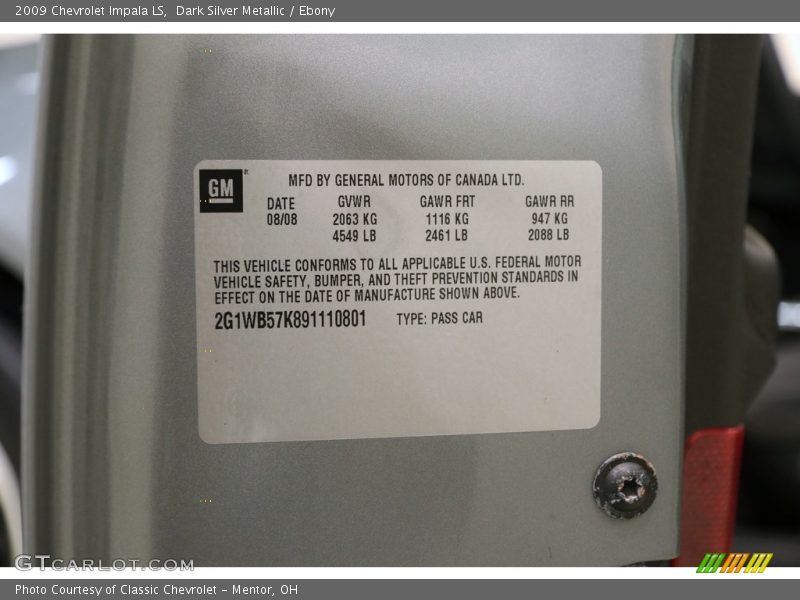 2009 Chevrolet Impala LS, Dark Silver Metallic / Ebony
GM
MFD BY GENERAL MOTORS OF CANADA LTD.
DATE GVWR GAWR FRT GAWR RR
08/08 2063 KG 1116 KG 947 KG
4549 LB 2461 LB 2088 LB
THIS VEHICLE CONFORMS TO ALL APPLICABLE U.S. FEDERAL MOTOR
VEHICLE SAFETY, BUMPER, AND THEFT PREVENTION STANDARDS IN
EFFECT ON THE DATE OF MANUFACTURE SHOWN ABOVE.
2G1WB57K891110801 TYPE: PASS CAR
GTCARLOT.COM
Photo Courtesy of Classic Chevrolet - Mentor, OH